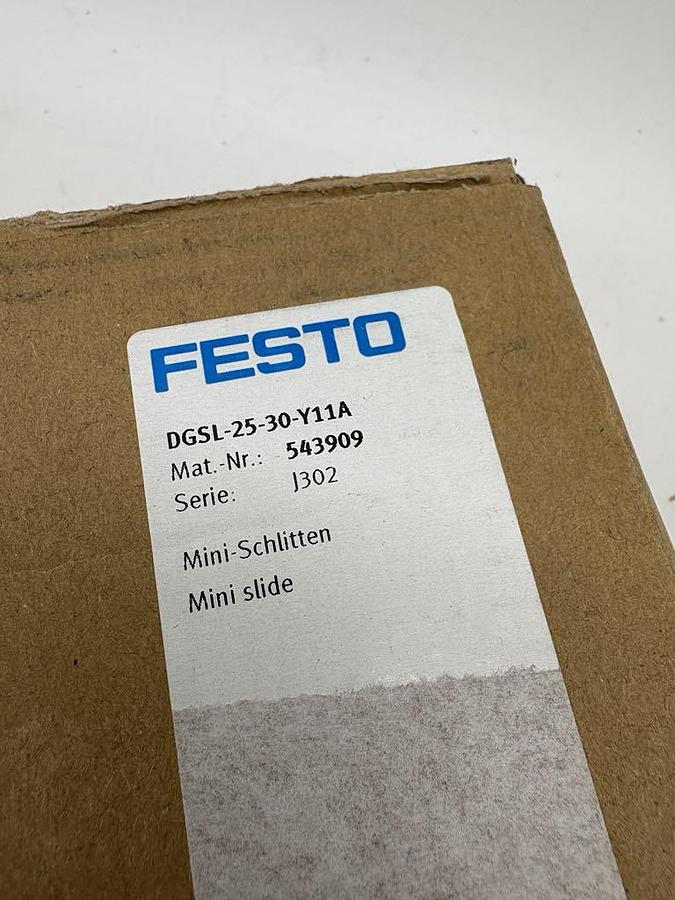 FESTO
DGSL-25-30-Y11A
Mat.-Nr.: 543909
Serie: J302
Mini-Schlitten
Mini slide